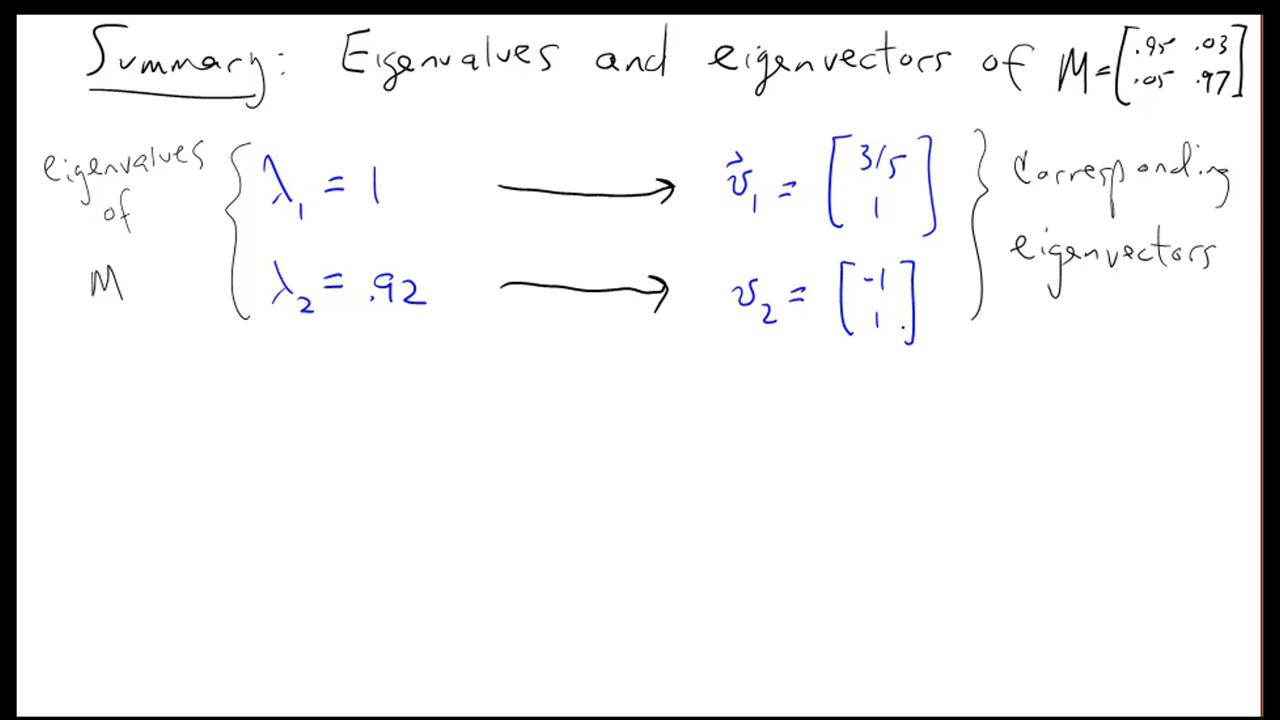 Summary: Eigenvalues and eigenvectors of M = [.95 .03
.05 .97]
eigenvalues
of
M
λ₁ = 1 ⟶ v⃗₁ = [3/5
1]
λ₂ = .92 ⟶ v₂ = [-1
1]
Corresponding
eigenvectors